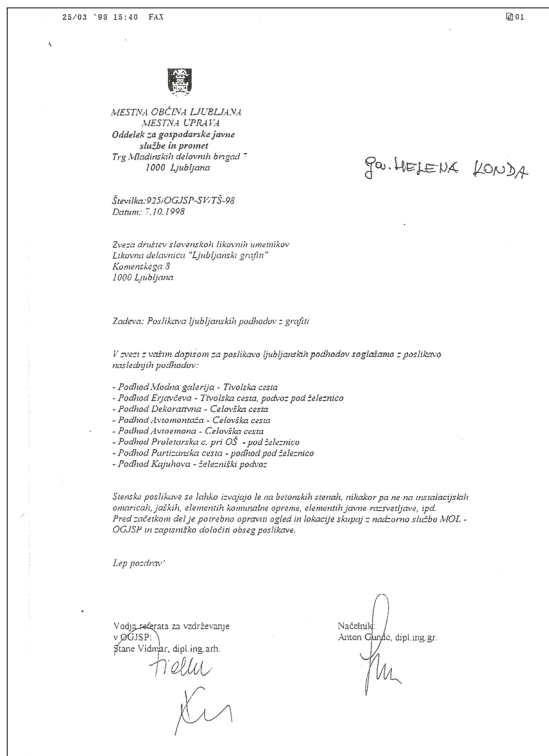 25/03 '99 15:40 FAX
01
MESTNA OBČINA LJUBLJANA
MESTNA UPRAVA
Oddelek za gospodarske javne
službe in promet
Trg Mladinskih delovnih brigad 7
1000 Ljubljana
ga. HELENA KONDA
Številka:925/OGJSP-SV/TŠ-98
Datum: 7.10.1998
Zveza društev slovenskoh likovnih umetnikov
Likovna delavnica "Ljubljanski grafiti"
Komenskega 8
1000 Ljubljana
Zadeva: Poslikava ljubljanskih podhodov z grafiti
V zvezi z vašim dopisom za poslikavo ljubljanskih podhodov soglašamo z poslikavo
naslednjih podhodov:
- Podhod Modna galerija - Tivolska cesta
- Podhod Erjavčeva - Tivolska cesta, podvoz pod železnico
- Podhod Dekorativna - Celovška cesta
- Podhod Avtomontaža - Celovška cesta
- Podhod Avtoemona - Celovška cesta
- Podhod Proletarska c. pri OŠ - pod železnico
- Podhod Partizanska cesta - podhod pod železnico
- Podhod Kajuhova - železniški podvoz
Stenske poslikave se lahko izvajajo le na betonskih stenah, nikakor pa ne na instalacijskih
omaricah, jaških, elementih komunalne opreme, elementih javne razsvetljave, ipd.
Pred začetkom del je potrebno opraviti ogled in lokacije skupaj z nadzorno službo MOL -
OGJSP in zapisniško določiti obseg poslikave.
Lep pozdrav!
Vodja referata za vzdrževanje
v OGJSP:
Stane Vidmar, dipl.ing.arh.
Načelnik:
Anton Gunde, dipl.ing.gr.